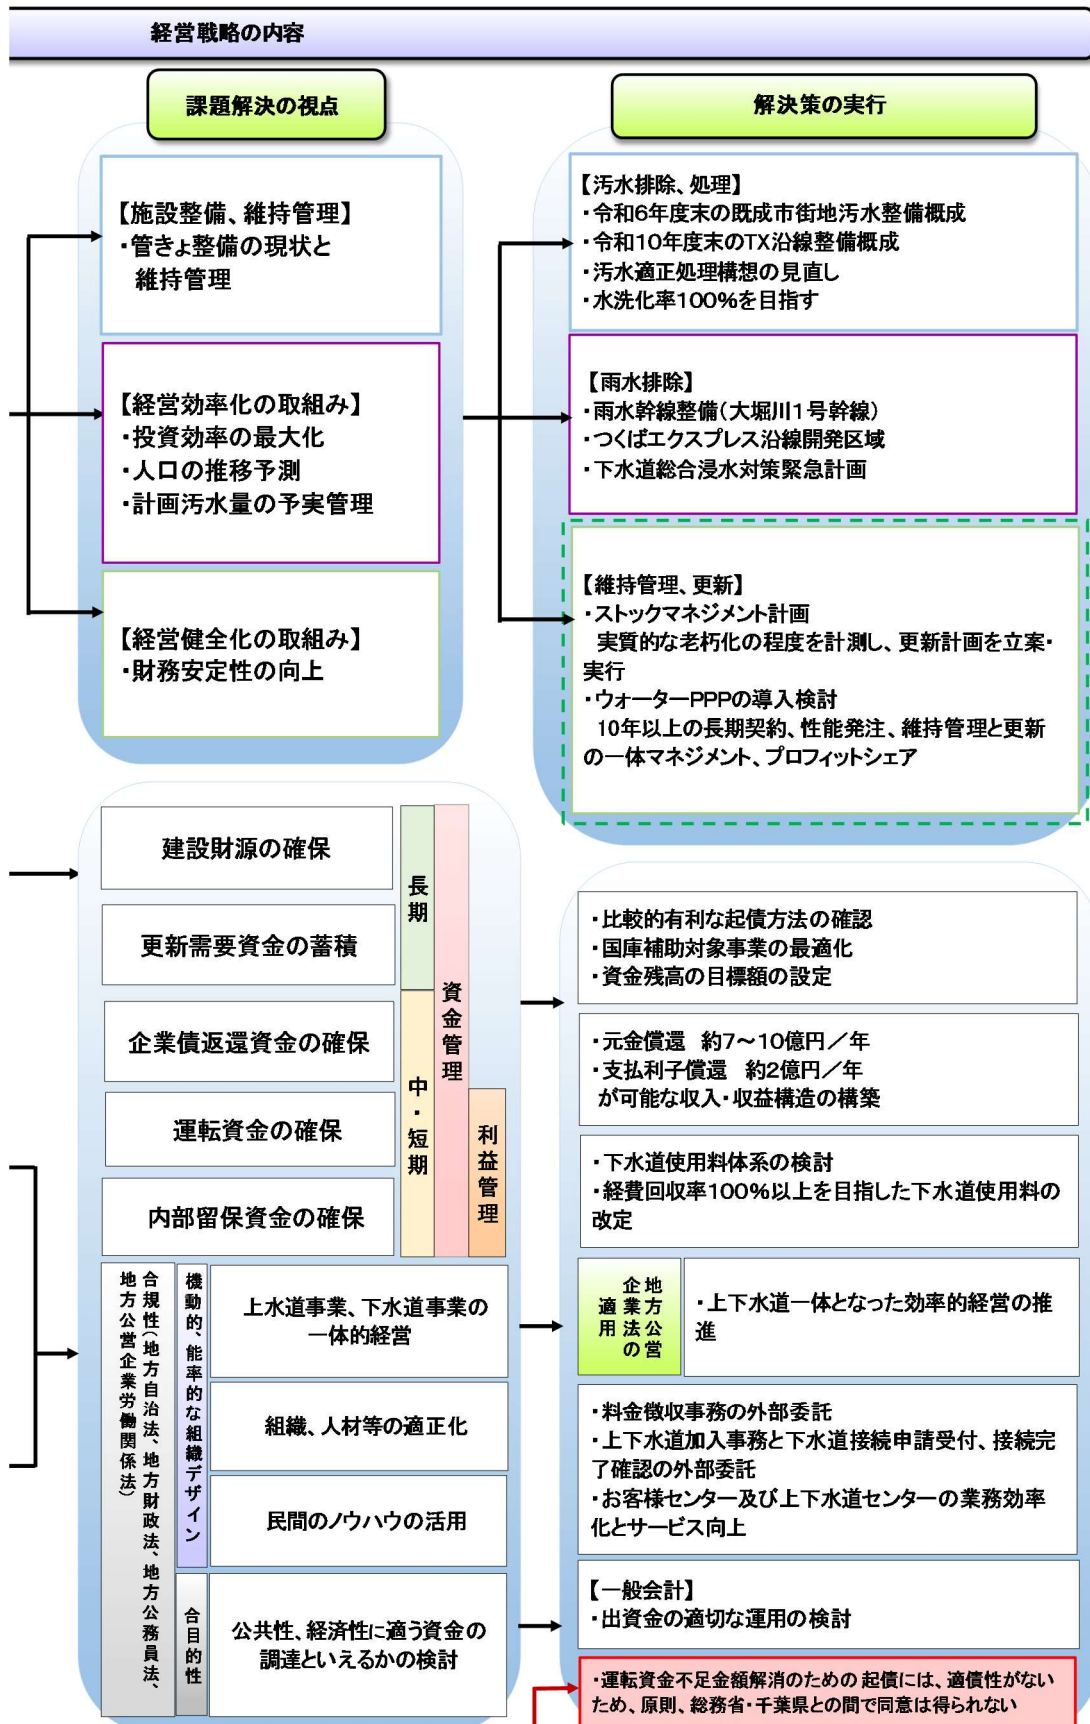 経営戦略の内容
課題解決の視点
【施設整備、維持管理】
・管きょ整備の現状と
維持管理
【経営効率化の取組み】
・投資効率の最大化
・人口の推移予測
・計画汚水量の予実管理
【経営健全化の取組み】
・財務安定性の向上
解決策の実行
【汚水排除、処理】
・令和6年度末の既成市街地汚水整備概成
・令和10年度末のTX沿線整備概成
・汚水適正処理構想の見直し
・水洗化率100%を目指す
【雨水排除】
・雨水幹線整備(大堀川1号幹線)
・つくばエクスプレス沿線開発区域
・下水道総合浸水対策緊急計画
【維持管理、更新】
・ストックマネジメント計画
実質的な老朽化の程度を計測し、更新計画を立案・
実行
・ウォーターPPPの導入検討
10年以上の長期契約、性能発注、維持管理と更新
の一体マネジメント、プロフィットシェア
建設財源の確保
更新需要資金の蓄積
企業債返還資金の確保
運転資金の確保
内部留保資金の確保
長期
中・短期
資金管理
利益管理
・比較的有利な起債方法の確認
・国庫補助対象事業の最適化
・資金残高の目標額の設定
・元金償還 約7～10億円／年
・支払利子償還 約2億円／年
が可能な収入・収益構造の構築
・下水道使用料体系の検討
・経費回収率100%以上を目指した下水道使用料の
改定
合規性(地方自治法、地方財政法、地方公務員法、
地方公営企業労働関係法)
機動的、能率的な組織デザイン
上水道事業、下水道事業の
一体的経営
組織、人材等の適正化
民間のノウハウの活用
合目的性
公共性、経済性に適う資金の
調達といえるかの検討
地方公営
企業法の
適用
・上下水道一体となった効率的経営の推
進
・料金徴収事務の外部委託
・上下水道加入事務と下水道接続申請受付、接続完
了確認の外部委託
・お客様センター及び上下水道センターの業務効率
化とサービス向上
【一般会計】
・出資金の適切な運用の検討
・運転資金不足金額解消のための 起債には、適債性がない
ため、原則、総務省・千葉県との間で同意は得られない